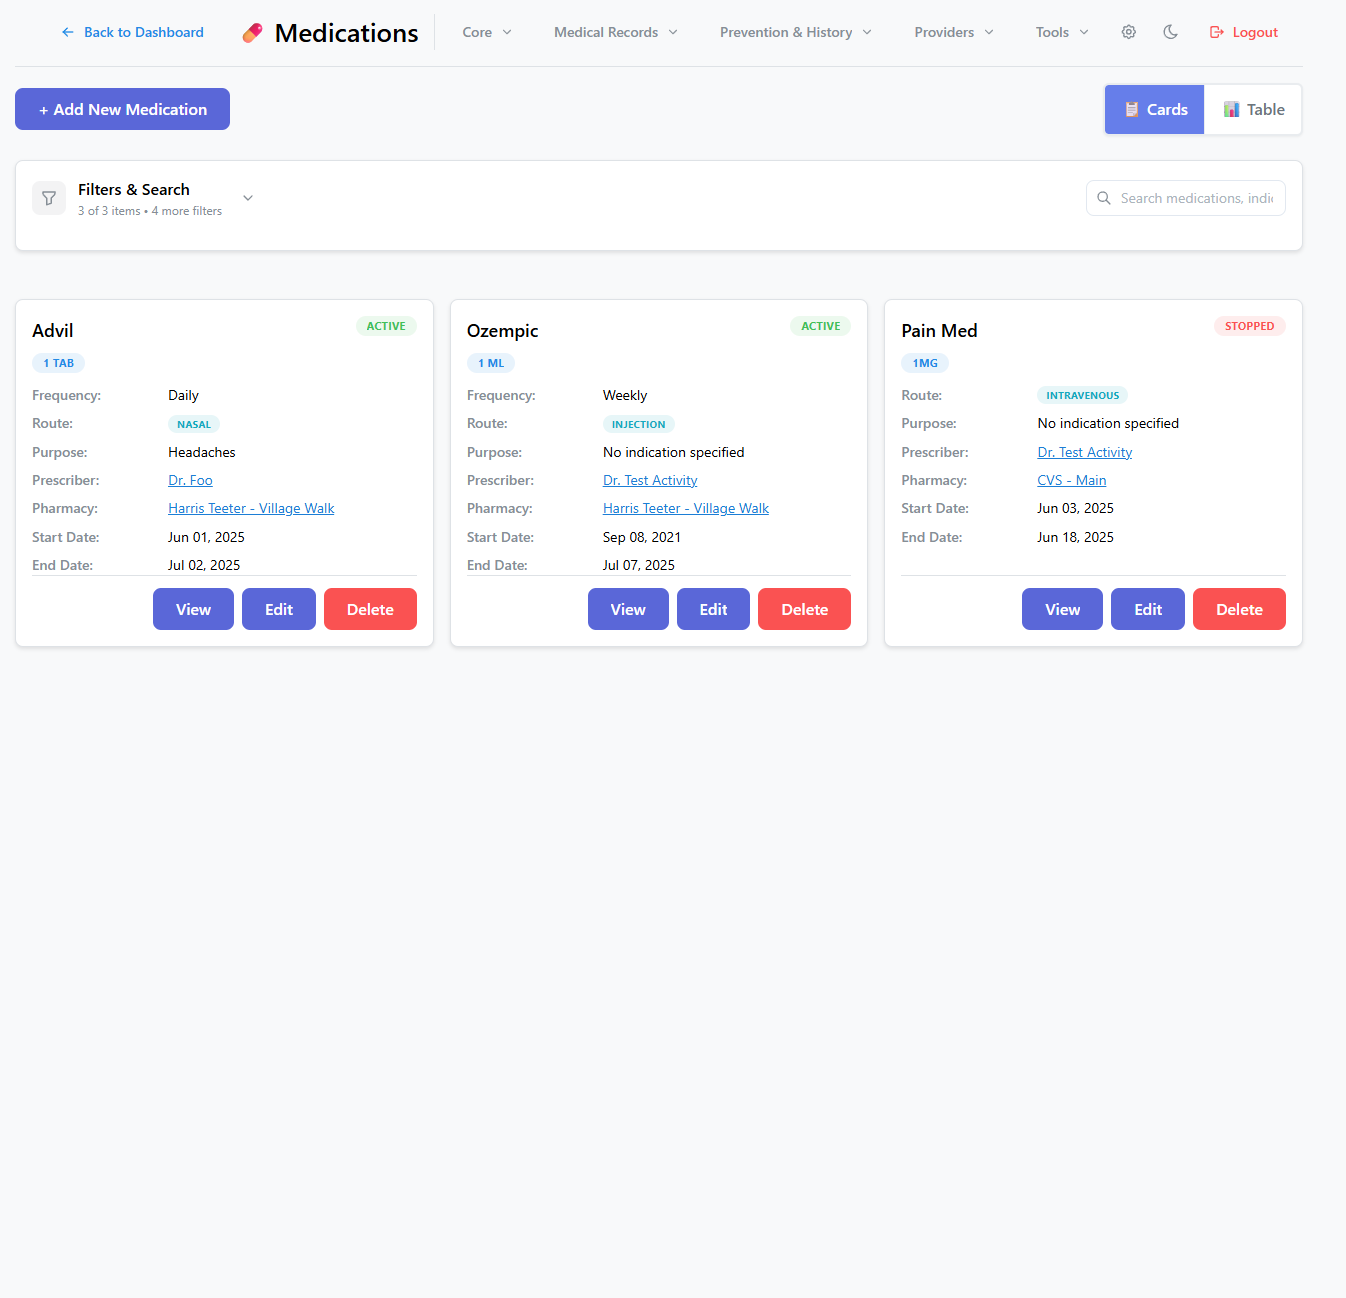 Back to Dashboard
Medications
Core
Medical Records
Prevention & History
Providers
Tools
Logout
+ Add New Medication
Cards
Table
Filters & Search
3 of 3 items • 4 more filters
Search medications, indic
Advil
ACTIVE
1 TAB
Frequency: Daily
Route: NASAL
Purpose: Headaches
Prescriber: Dr. Foo
Pharmacy: Harris Teeter - Village Walk
Start Date: Jun 01, 2025
End Date: Jul 02, 2025
View Edit Delete
Ozempic
ACTIVE
1 ML
Frequency: Weekly
Route: INJECTION
Purpose: No indication specified
Prescriber: Dr. Test Activity
Pharmacy: Harris Teeter - Village Walk
Start Date: Sep 08, 2021
End Date: Jul 07, 2025
View Edit Delete
Pain Med
STOPPED
1MG
Route: INTRAVENOUS
Purpose: No indication specified
Prescriber: Dr. Test Activity
Pharmacy: CVS - Main
Start Date: Jun 03, 2025
End Date: Jun 18, 2025
View Edit Delete